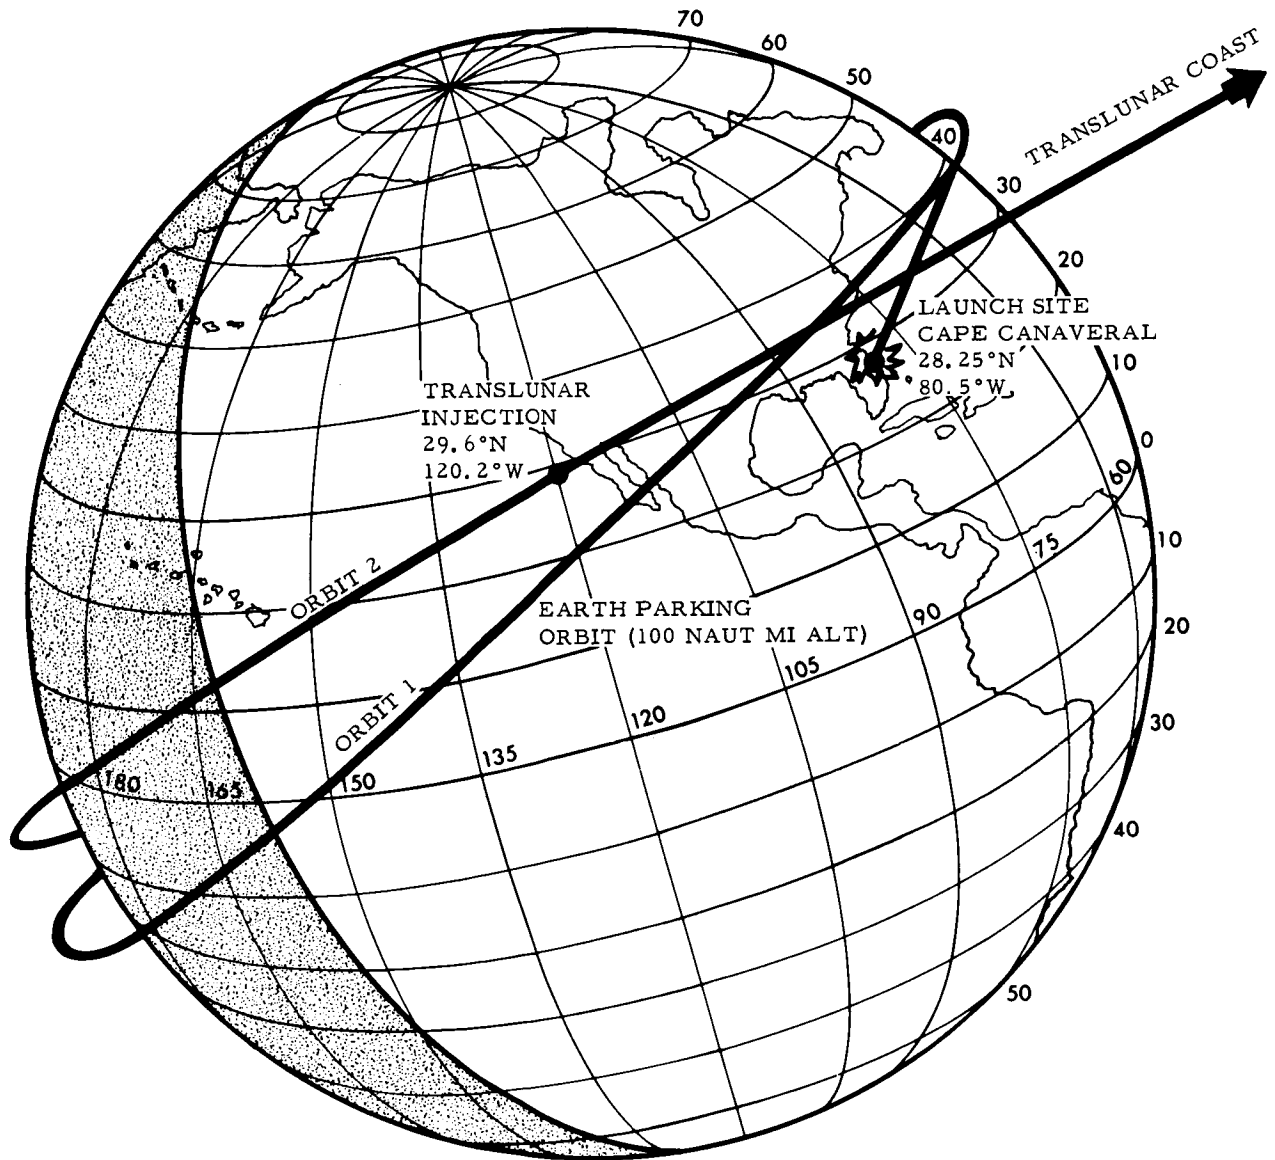 70
60
50
40
30
20
10
0
10
20
30
40
50
TRANSLUNAR COAST
LAUNCH SITE
CAPE CANAVERAL
28.25°N
80.5°W
TRANSLUNAR
INJECTION
29.6°N
120.2°W
ORBIT 2
ORBIT 1
EARTH PARKING
ORBIT (100 NAUT MI ALT)
180
165
150
135
120
105
90
75
60